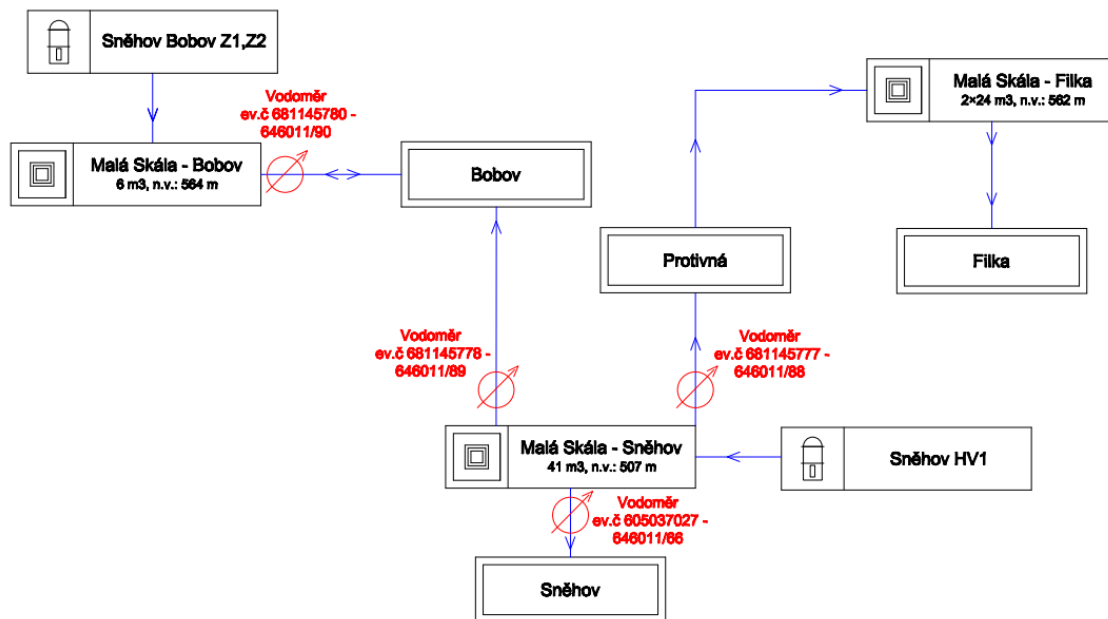 Sněhov Bobov Z1,Z2
Vodoměr
ev.č 681145780 -
646011/90
Malá Skála - Bobov
6 m3, n.v.: 564 m
Bobov
Malá Skála - Filka
2×24 m3, n.v.: 562 m
Protivná
Filka
Vodoměr
ev.č 681145778 -
646011/89
Vodoměr
ev.č 681145777 -
646011/88
Malá Skála - Sněhov
41 m3, n.v.: 507 m
Sněhov HV1
Vodoměr
ev.č 605037027 -
646011/66
Sněhov